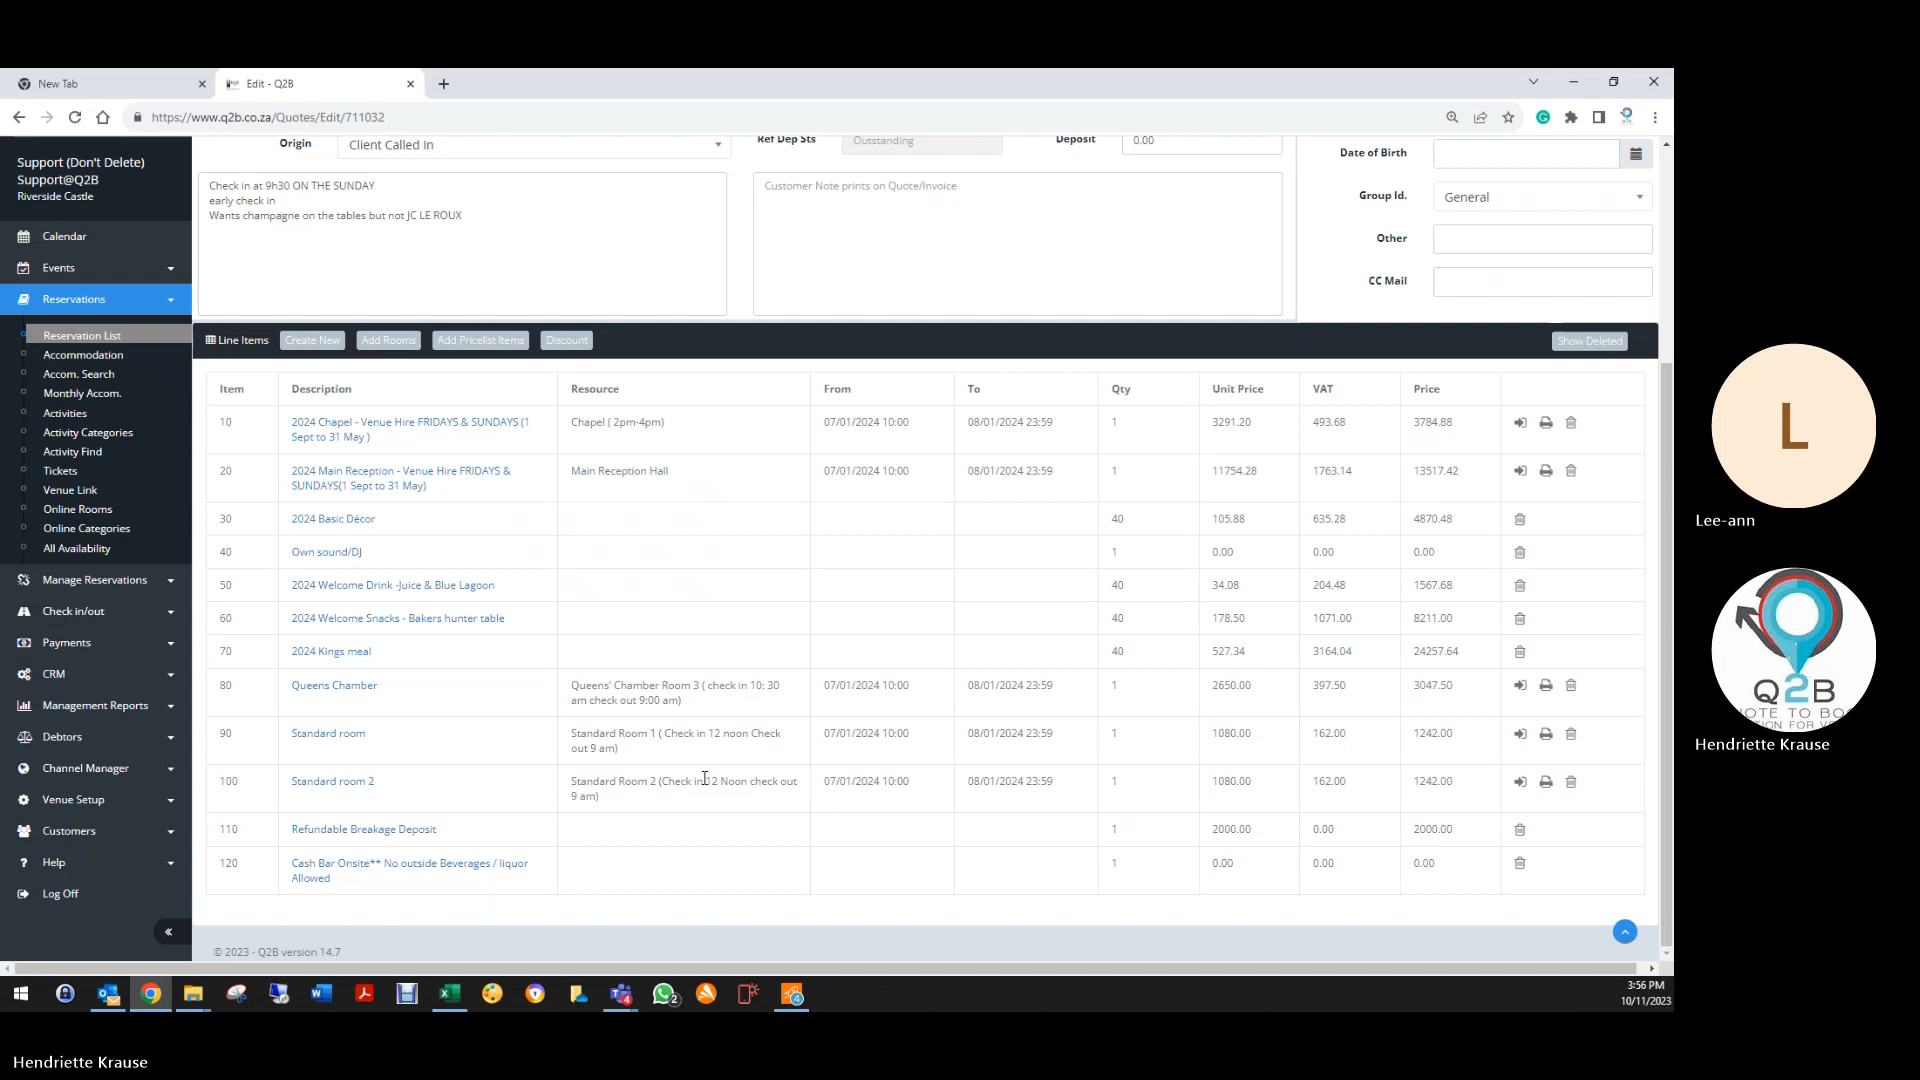 New Tab
Edit - Q2B
https://www.q2b.co.za/Quotes/Edit/711032
Support (Don't Delete)
Support@Q2B
Riverside Castle
Calendar
Events
Reservations
Reservation List
Accommodation
Accom. Search
Monthly Accom.
Activities
Activity Categories
Activity Find
Tickets
Venue Link
Online Rooms
Online Categories
All Availability
Manage Reservations
Check in/out
Payments
CRM
Management Reports
Debtors
Channel Manager
Venue Setup
Customers
Help
Log Off
Origin Client Called In Ref Dep Sts Outstanding Deposit 0.00
Check in at 9h30 ON THE SUNDAY
early check in
Wants champagne on the tables but not JC LE ROUX
Customer Note prints on Quote/Invoice
Date of Birth
Group Id. General
Other
CC Mail
Line Items Create New Add Rooms Add Pricelist Items Discount Show Deleted
Item Description Resource From To Qty Unit Price VAT Price
10 2024 Chapel - Venue Hire FRIDAYS & SUNDAYS (1 Chapel ( 2pm-4pm) 07/01/2024 10:00 08/01/2024 23:59 1 3291.20 493.68 3784.88
Sept to 31 May )
20 2024 Main Reception - Venue Hire FRIDAYS & Main Reception Hall 07/01/2024 10:00 08/01/2024 23:59 1 11754.28 1763.14 13517.42
SUNDAYS(1 Sept to 31 May)
30 2024 Basic Décor 40 105.88 635.28 4870.48
40 Own sound/DJ 1 0.00 0.00 0.00
50 2024 Welcome Drink -Juice & Blue Lagoon 40 34.08 204.48 1567.68
60 2024 Welcome Snacks - Bakers hunter table 40 178.50 1071.00 8211.00
70 2024 Kings meal 40 527.34 3164.04 24257.64
80 Queens Chamber Queens' Chamber Room 3 ( check in 10: 30 07/01/2024 10:00 08/01/2024 23:59 1 2650.00 397.50 3047.50
am check out 9:00 am)
90 Standard room Standard Room 1 ( Check in 12 noon Check 07/01/2024 10:00 08/01/2024 23:59 1 1080.00 162.00 1242.00
out 9 am)
100 Standard room 2 Standard Room 2 (Check in 12 Noon check out 07/01/2024 10:00 08/01/2024 23:59 1 1080.00 162.00 1242.00
9 am)
110 Refundable Breakage Deposit 1 2000.00 0.00 2000.00
120 Cash Bar Onsite** No outside Beverages / liquor 1 0.00 0.00 0.00
Allowed
© 2023 - Q2B version 14.7
3:56 PM
10/11/2023
L
Lee-ann
Q2B
OTE TO BO
TION FOR V
Hendriette Krause
Hendriette Krause